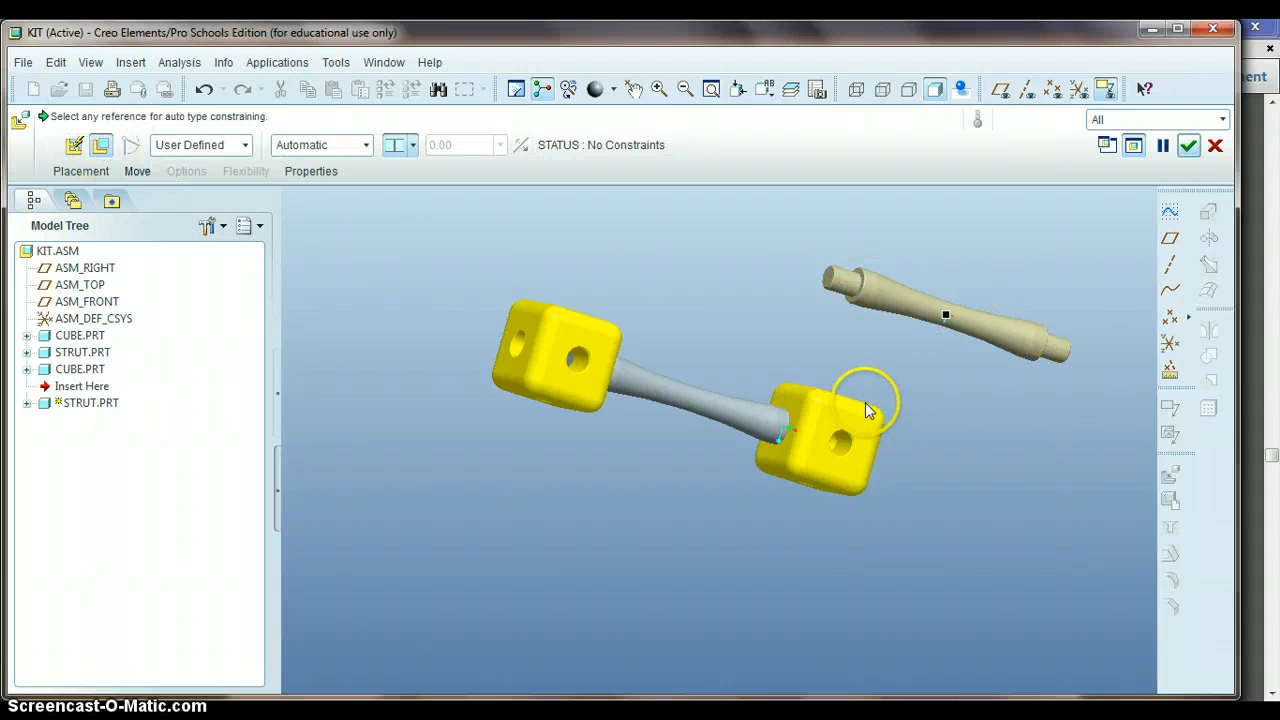 KIT (Active) - Creo Elements/Pro Schools Edition (for educational use only)
File Edit View Insert Analysis Info Applications Tools Window Help
Select any reference for auto type constraining.
All
User Defined Automatic 0.00 STATUS : No Constraints
Placement Move Options Flexibility Properties
Model Tree
KIT.ASM
ASM_RIGHT
ASM_TOP
ASM_FRONT
ASM_DEF_CSYS
CUBE.PRT
STRUT.PRT
CUBE.PRT
Insert Here
STRUT.PRT
Screencast-O-Matic.com